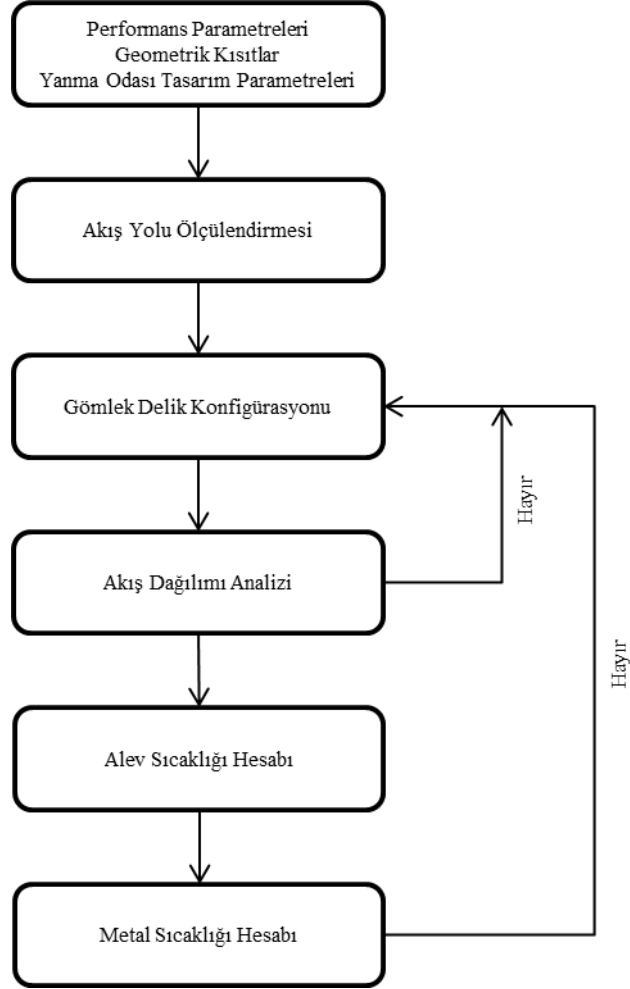 Performans Parametreleri
Geometrik Kısıtlar
Yanma Odası Tasarım Parametreleri
Akış Yolu Ölçülendirmesi
Gömlek Delik Konfigürasyonu
Hayır
Akış Dağılımı Analizi
Hayır
Alev Sıcaklığı Hesabı
Metal Sıcaklığı Hesabı